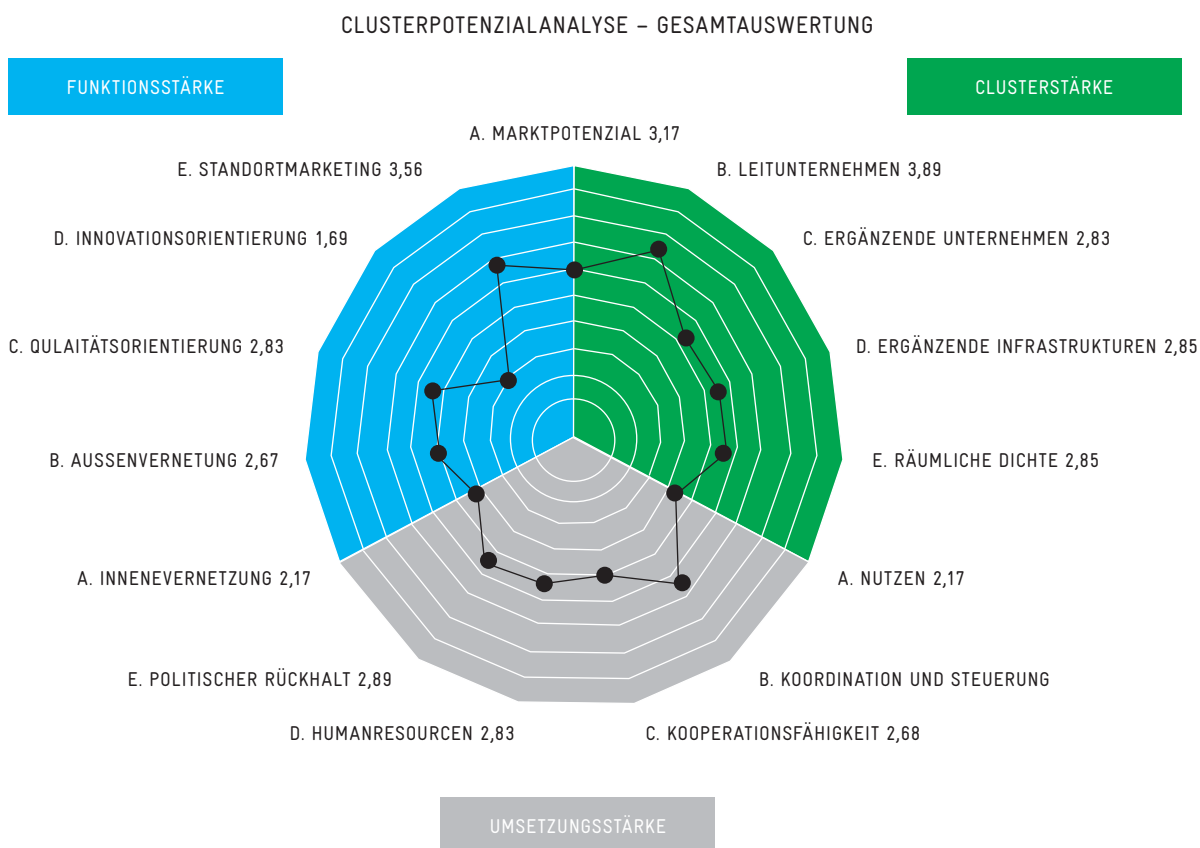 CLUSTERPOTENZIALANALYSE – GESAMTAUSWERTUNG
FUNKTIONSSTÄRKE
CLUSTERSTÄRKE
A. MARKTPOTENZIAL 3,17
E. STANDORTMARKETING 3,56
B. LEITUNTERNEHMEN 3,89
D. INNOVATIONSORIENTIERUNG 1,69
C. ERGÄNZENDE UNTERNEHMEN 2,83
C. QULAITÄTSORIENTIERUNG 2,83
D. ERGÄNZENDE INFRASTRUKTUREN 2,85
B. AUSSENVERNETUNG 2,67
E. RÄUMLICHE DICHTE 2,85
A. INNENEVERNETZUNG 2,17
A. NUTZEN 2,17
E. POLITISCHER RÜCKHALT 2,89
B. KOORDINATION UND STEUERUNG
D. HUMANRESOURCEN 2,83
C. KOOPERATIONSFÄHIGKEIT 2,68
UMSETZUNGSSTÄRKE